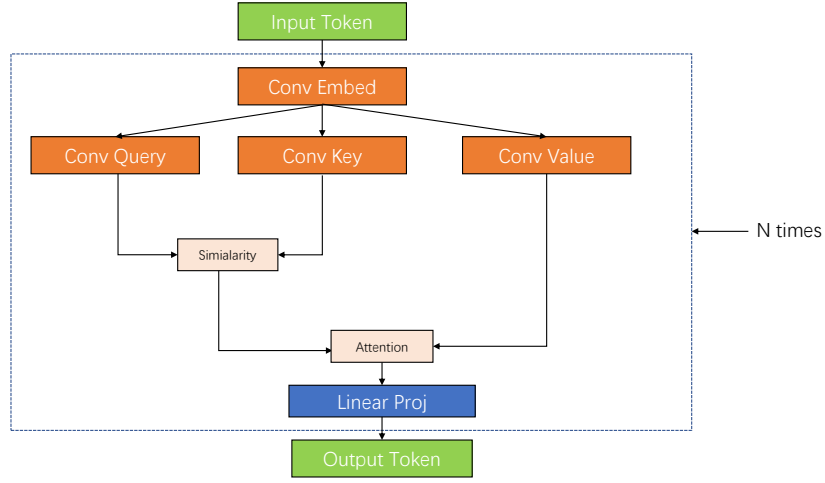 Input Token
Conv Embed
Conv Query
Conv Key
Conv Value
N times
Simialarity
Attention
Linear Proj
Output Token